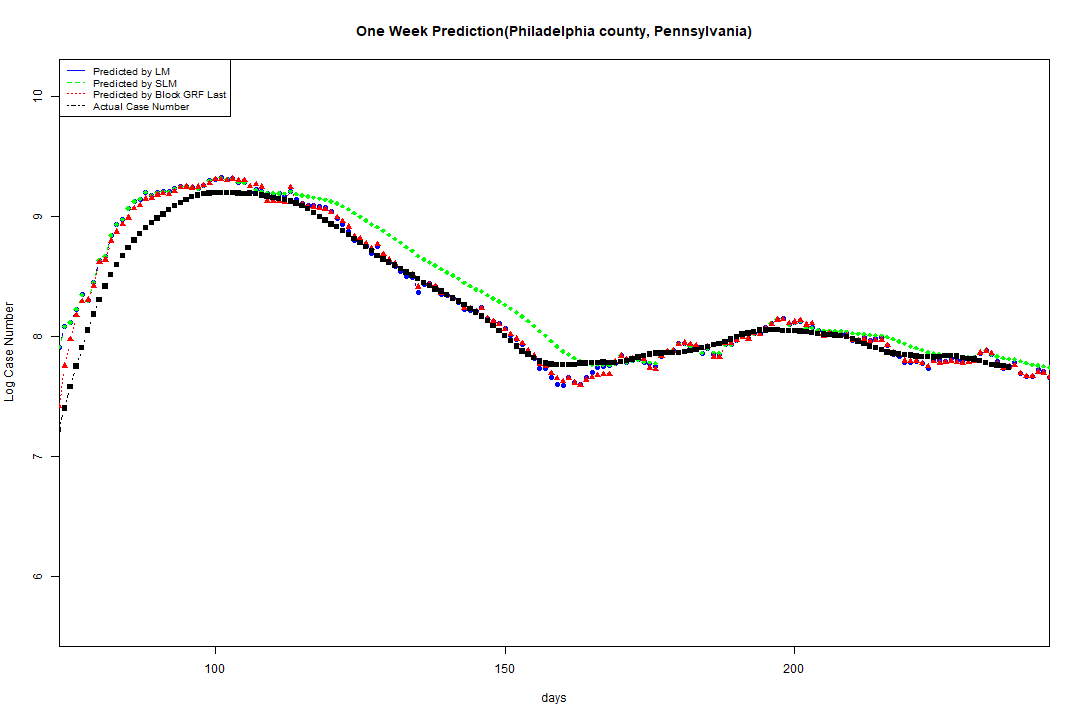 One Week Prediction(Philadelphia county, Pennsylvania)
Predicted by LM
Predicted by SLM
Predicted by Block GRF Last
Actual Case Number
10
9
8
7
6
Log Case Number
100
150
200
days